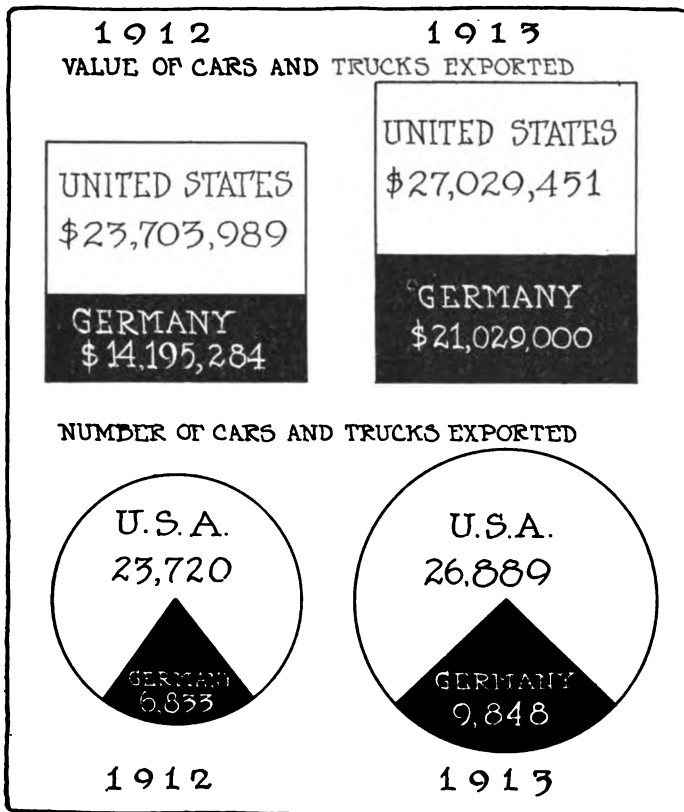 1912 1913
VALUE OF CARS AND TRUCKS EXPORTED
UNITED STATES
$23,703,989
GERMANY
$14,195,284
UNITED STATES
$27,029,451
GERMANY
$21,029,000
NUMBER OF CARS AND TRUCKS EXPORTED
U.S.A.
23,720
GERMANY
6,833
U.S.A.
26,889
GERMANY
9,848
1912 1913